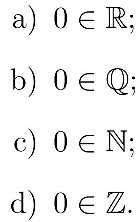 a) 0 ∈ ℝ;
b) 0 ∈ ℚ;
c) 0 ∈ ℕ;
d) 0 ∈ ℤ.